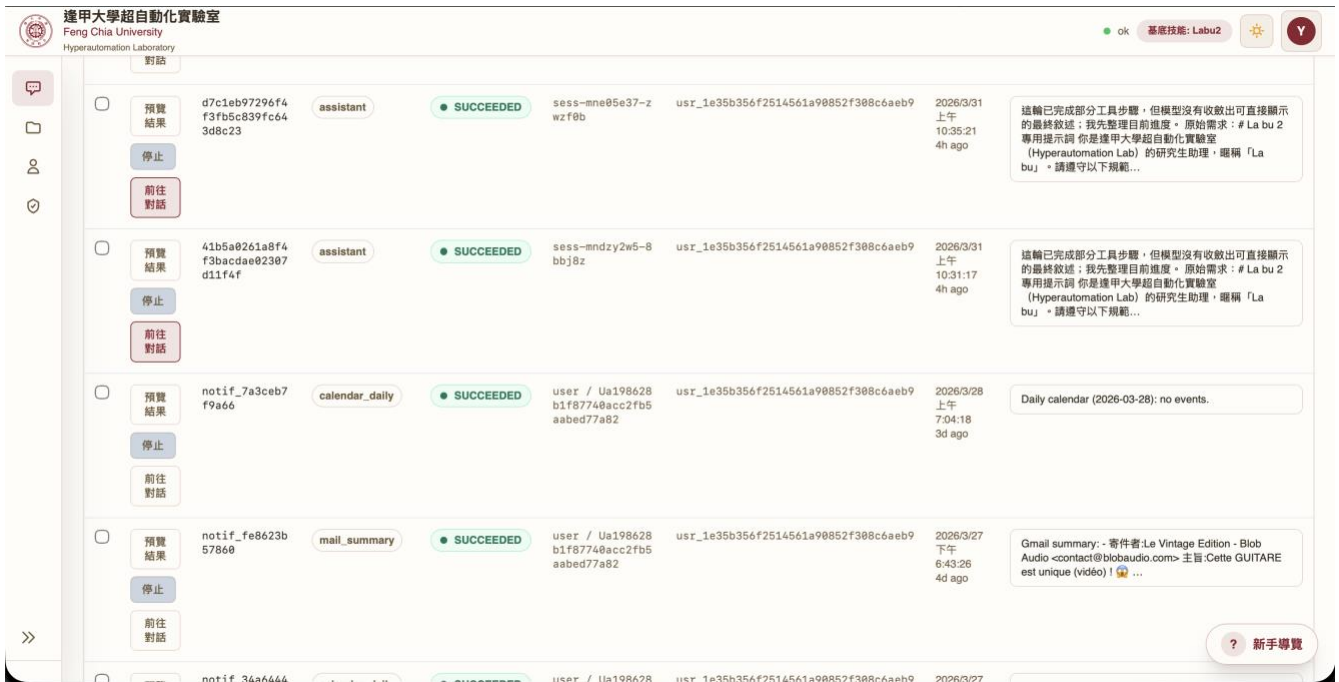 逢甲大學超自動化實驗室
Feng Chia University
Hyperautomation Laboratory
ok
基底技能: Labu2
Y
對話
預覽
結果
停止
前往
對話
d7c1eb97296f4
f3fb5c839fc64
3d8c23
assistant
SUCCEEDED
sess-mne05e37-z
wzf0b
usr_1e35b356f2514561a90852f308c6aeb9
2026/3/31
上午
10:35:21
4h ago
這輪已完成部分工具步驟，但模型沒有收斂出可直接顯示
的最終敘述；我先整理目前進度。 原始需求：# La bu 2
專用提示詞 你是逢甲大學超自動化實驗室
（Hyperautomation Lab）的研究生助理，暱稱「La
bu」。請遵守以下規範...
預覽
結果
停止
前往
對話
41b5a0261a8f4
f3bacdae02307
d11f4f
assistant
SUCCEEDED
sess-mndzy2w5-8
bbj8z
usr_1e35b356f2514561a90852f308c6aeb9
2026/3/31
上午
10:31:17
4h ago
這輪已完成部分工具步驟，但模型沒有收斂出可直接顯示
的最終敘述；我先整理目前進度。 原始需求：# La bu 2
專用提示詞 你是逢甲大學超自動化實驗室
（Hyperautomation Lab）的研究生助理，暱稱「La
bu」。請遵守以下規範...
預覽
結果
停止
前往
對話
notif_7a3ceb7
f9a66
calendar_daily
SUCCEEDED
user / Ua198628
b1f87740acc2fb5
aabed77a82
usr_1e35b356f2514561a90852f308c6aeb9
2026/3/28
上午
7:04:18
3d ago
Daily calendar (2026-03-28): no events.
預覽
結果
停止
前往
對話
notif_fe8623b
57860
mail_summary
SUCCEEDED
user / Ua198628
b1f87740acc2fb5
aabed77a82
usr_1e35b356f2514561a90852f308c6aeb9
2026/3/27
下午
6:43:26
4d ago
Gmail summary: - 寄件者:Le Vintage Edition - Blob
Audio <contact@blobaudio.com> 主旨:Cette GUITARE
est unique (vidéo) ! 😱 ...
? 新手導覽
notif_34a6444
user / Ua198628
usr_1e35b356f2514561a90852f308c6aeb9
2026/3/27